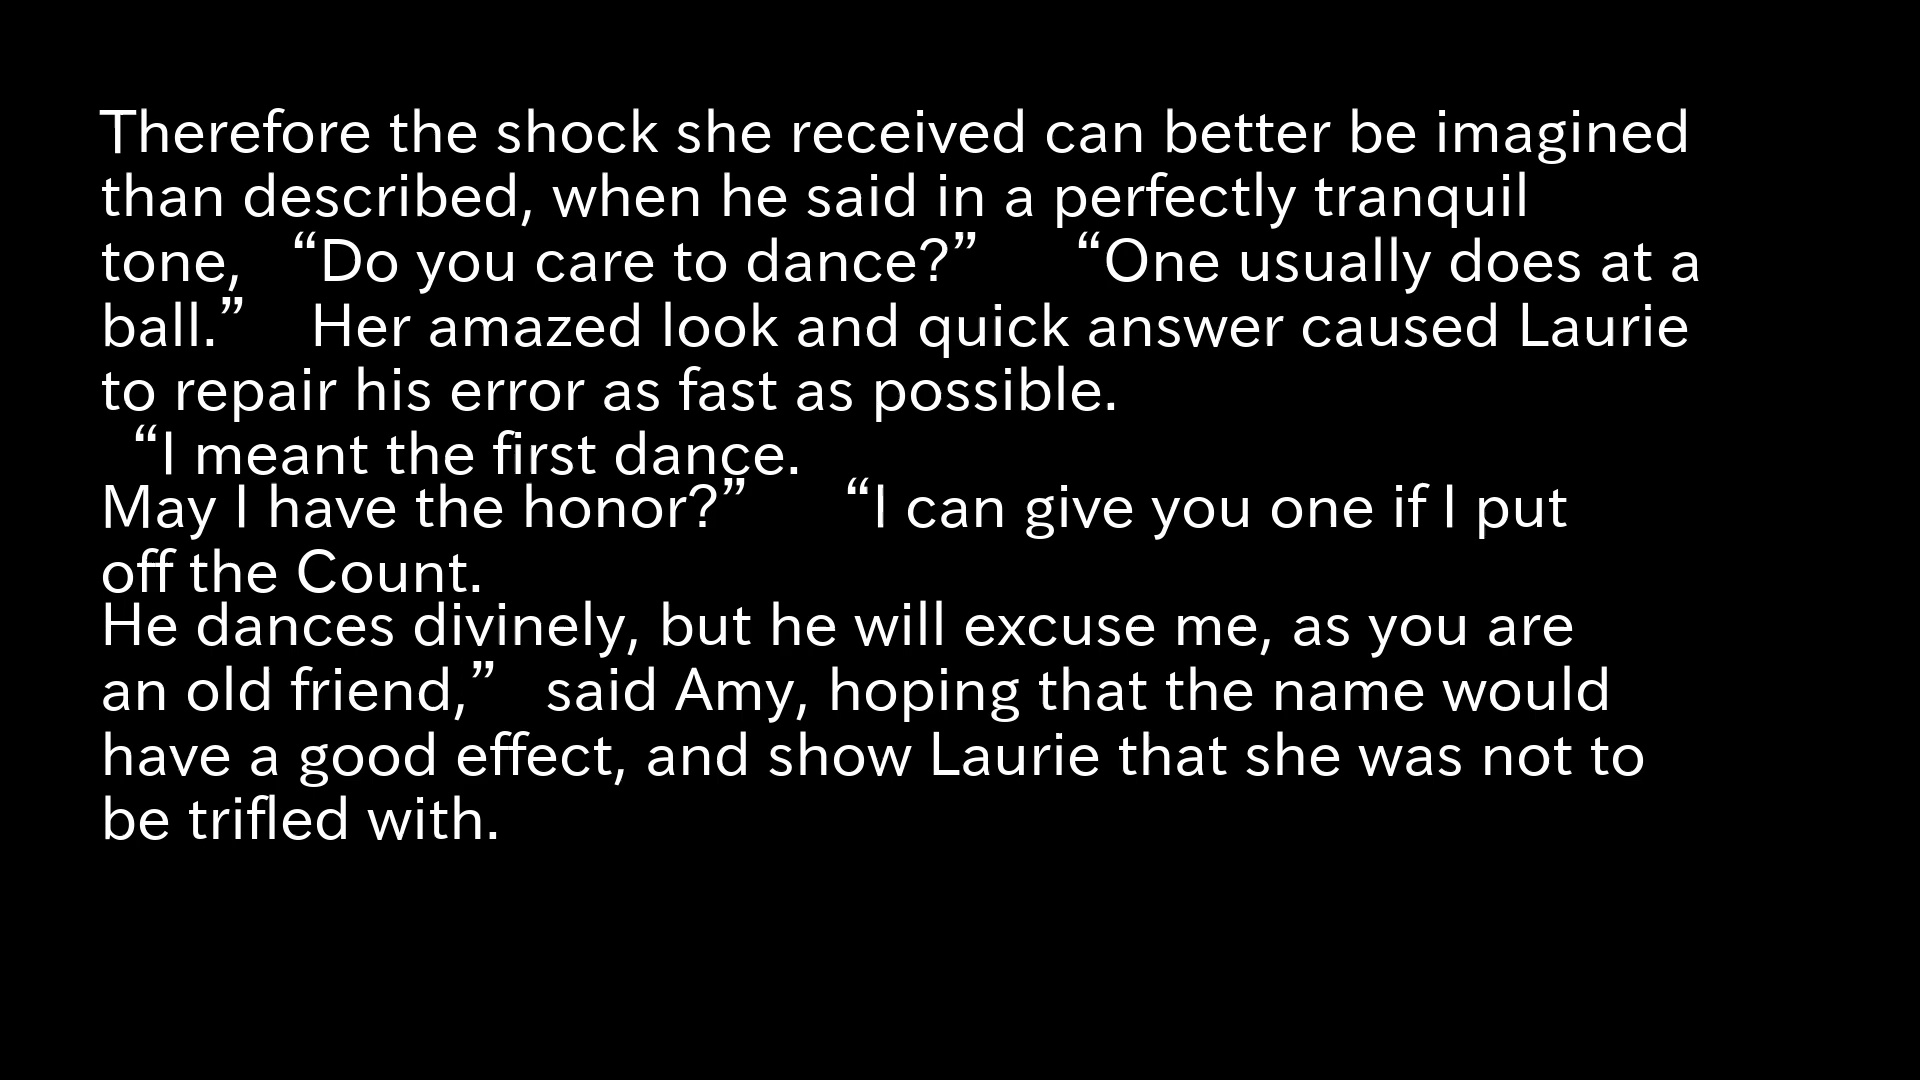 Therefore the shock she received can better be imagined
than described, when he said in a perfectly tranquil
tone, “Do you care to dance?” “One usually does at a
ball.” Her amazed look and quick answer caused Laurie
to repair his error as fast as possible.
“I meant the first dance.
May I have the honor?” “I can give you one if I put
off the Count.
He dances divinely, but he will excuse me, as you are
an old friend,” said Amy, hoping that the name would
have a good effect, and show Laurie that she was not to
be trifled with.